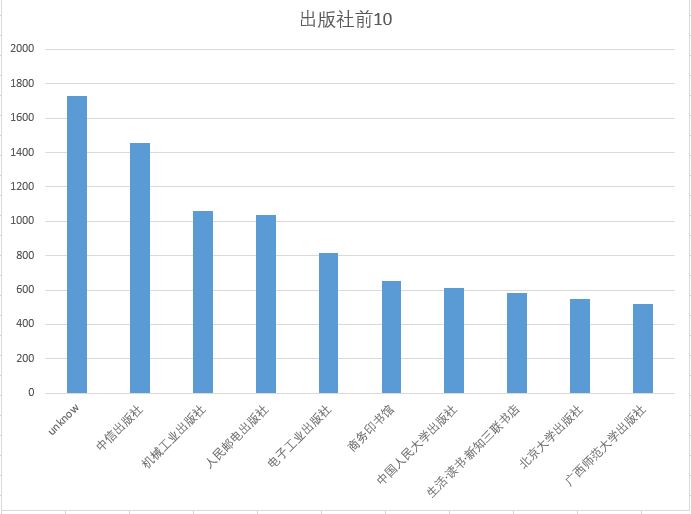 出版社前10
2000
1800
1600
1400
1200
1000
800
600
400
200
0
unknow
中信出版社
机械工业出版社
人民邮电出版社
电子工业出版社
商务印书馆
中国人民大学出版社
生活·读书·新知三联书店
北京大学出版社
广西师范大学出版社